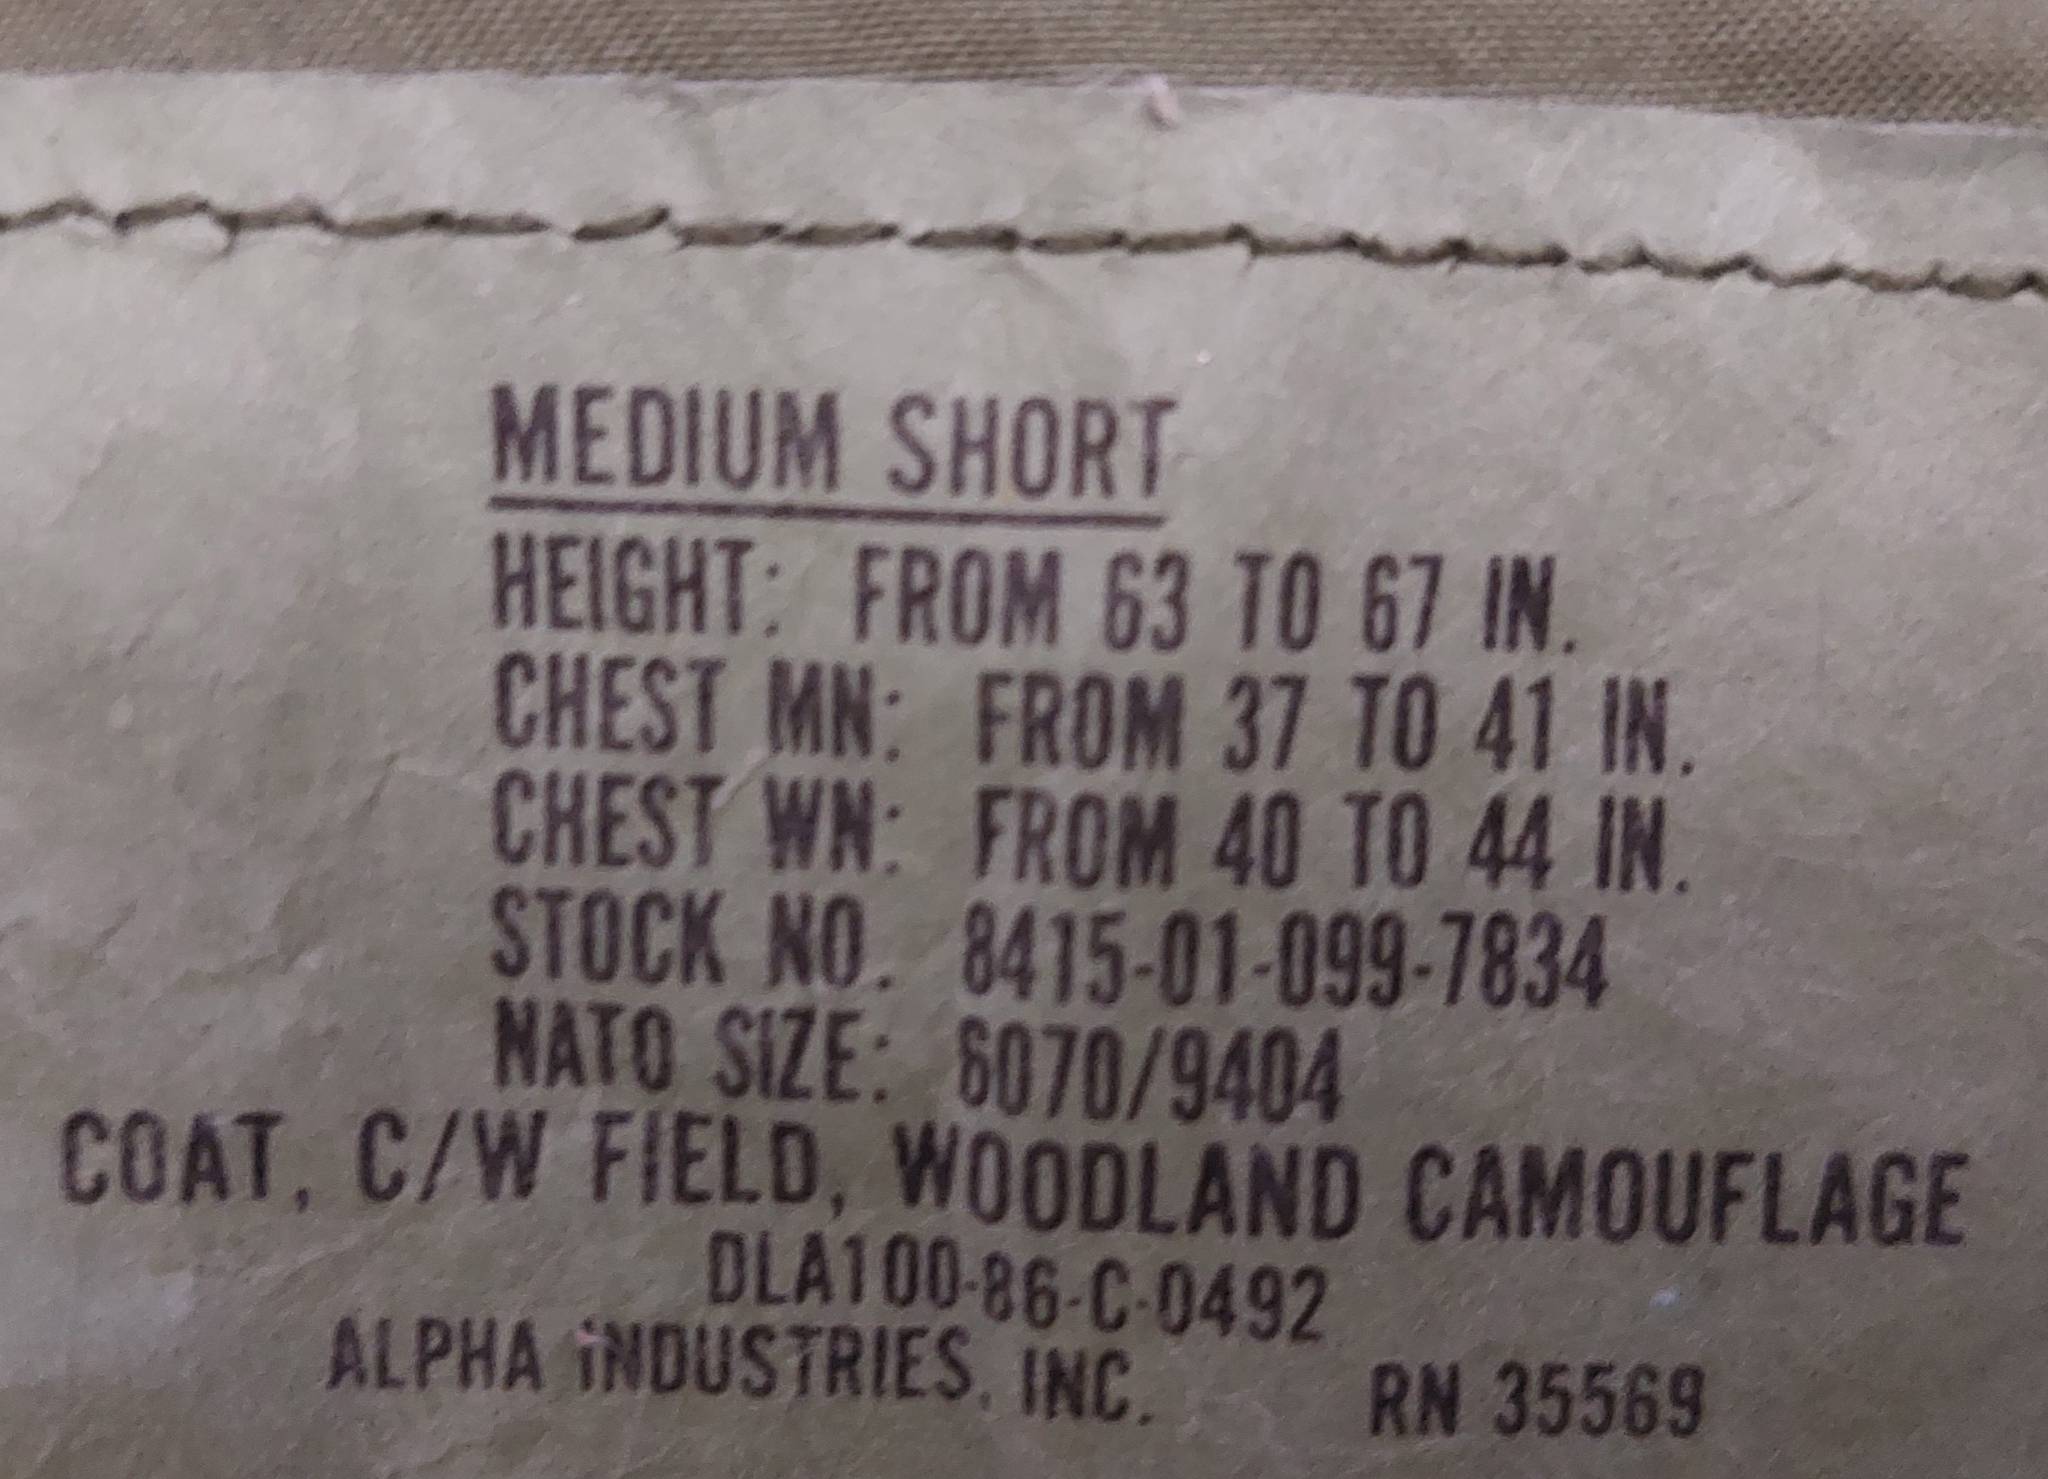 MEDIUM SHORT
HEIGHT: FROM 63 TO 67 IN.
CHEST MN: FROM 37 TO 41 IN.
CHEST WN: FROM 40 TO 44 IN.
STOCK NO. 8415-01-099-7834
NATO SIZE: 6070/9404
COAT, C/W FIELD, WOODLAND CAMOUFLAGE
DLA100-86-C-0492
ALPHA INDUSTRIES, INC. RN 35569